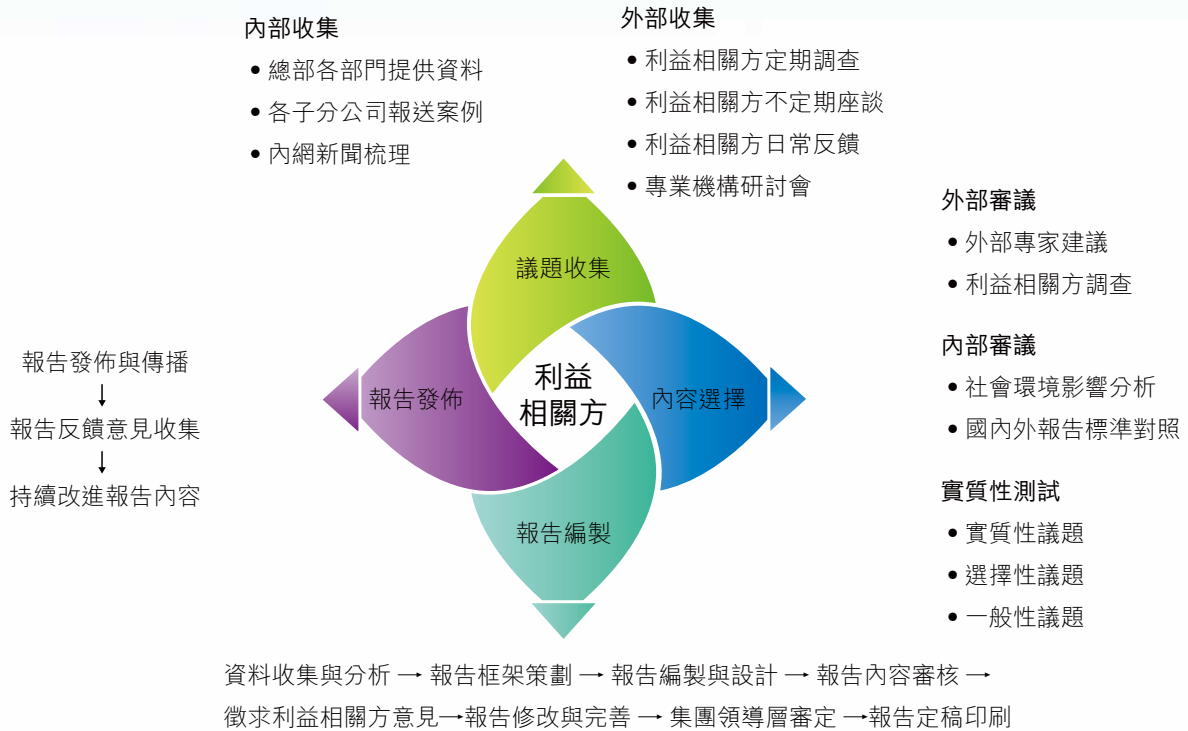 內部收集
• 總部各部門提供資料
• 各子分公司報送案例
• 內網新聞梳理
外部收集
• 利益相關方定期調查
• 利益相關方不定期座談
• 利益相關方日常反饋
• 專業機構研討會
外部審議
• 外部專家建議
• 利益相關方調查
內部審議
• 社會環境影響分析
• 國內外報告標準對照
實質性測試
• 實質性議題
• 選擇性議題
• 一般性議題
議題收集
報告發佈
利益
相關方
內容選擇
報告編製
報告發佈與傳播
↓
報告反饋意見收集
↓
持續改進報告內容
資料收集與分析 → 報告框架策劃 → 報告編製與設計 → 報告內容審核 →
徵求利益相關方意見→報告修改與完善 → 集團領導層審定 →報告定稿印刷